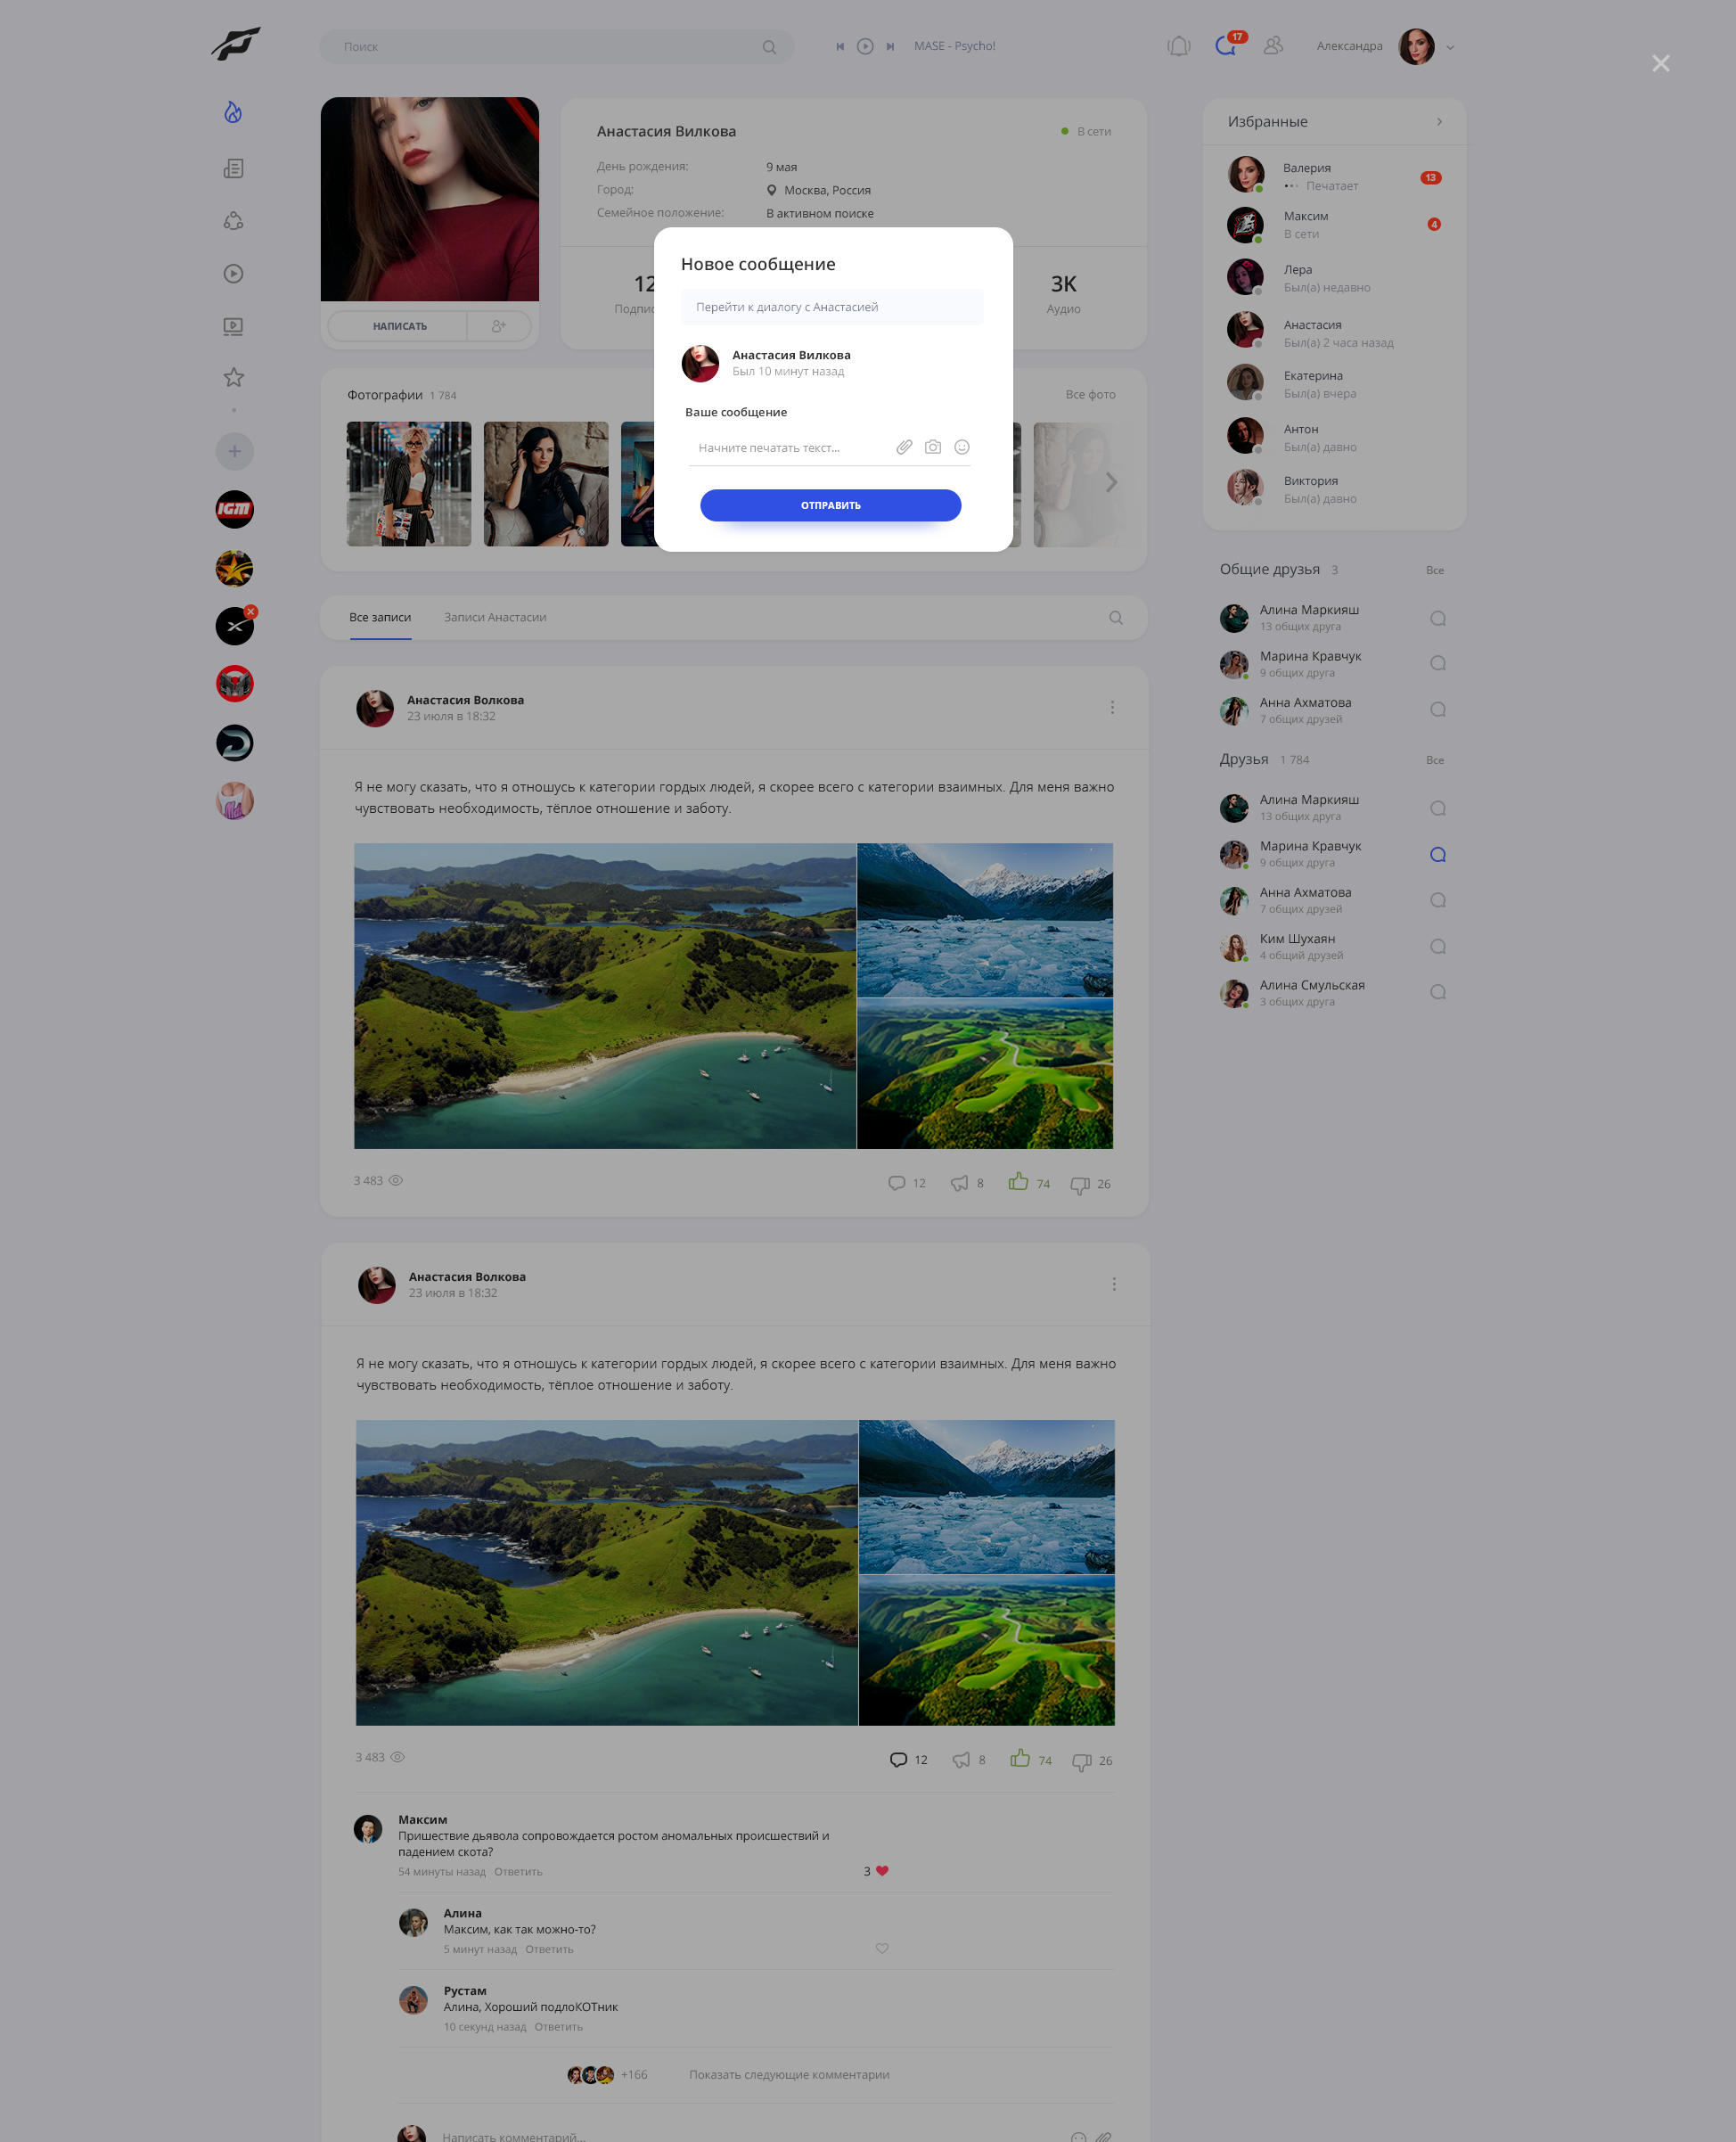 Поиск
MASE - Psycho!
17
Александра
НАПИСАТЬ
Анастасия Вилкова
В сети
День рождения:
9 мая
Город:
Москва, Россия
Семейное положение:
В активном поиске
12
3K
Аудио
Новое сообщение
Перейти к диалогу с Анастасией
Анастасия Вилкова
Был 10 минут назад
Ваше сообщение
Начните печатать текст...
ОТПРАВИТЬ
Фотографии 1 784
Все фото
Все записи
Записи Анастасии
IGM
Анастасия Волкова
23 июля в 18:32
Я не могу сказать, что я отношусь к категории гордых людей, я скорее всего с категории взаимных. Для меня важно
чувствовать необходимость, тёплое отношение и заботу.
3 483
12
8
74
26
Анастасия Волкова
23 июля в 18:32
Я не могу сказать, что я отношусь к категории гордых людей, я скорее всего с категории взаимных. Для меня важно
чувствовать необходимость, тёплое отношение и заботу.
3 483
12
8
74
26
Максим
Пришествие дьявола сопровождается ростом аномальных происшествий и
падением скота?
54 минуты назад Ответить
3
Алина
Максим, как так можно-то?
5 минут назад Ответить
Рустам
Алина, Хороший подлоКОТник
10 секунд назад Ответить
+166
Показать следующие комментарии
Написать комментарий...
Избранные
Валерия
Печатает
13
Максим
В сети
4
Лера
Был(а) недавно
Анастасия
Был(а) 2 часа назад
Екатерина
Был(а) вчера
Антон
Был(а) давно
Виктория
Был(а) давно
Общие друзья 3
Все
Алина Маркияш
13 общих друга
Марина Кравчук
9 общих друга
Анна Ахматова
7 общих друзей
Друзья 1 784
Все
Алина Маркияш
13 общих друга
Марина Кравчук
9 общих друга
Анна Ахматова
7 общих друзей
Ким Шухаян
4 общий друзей
Алина Смульская
3 общих друга